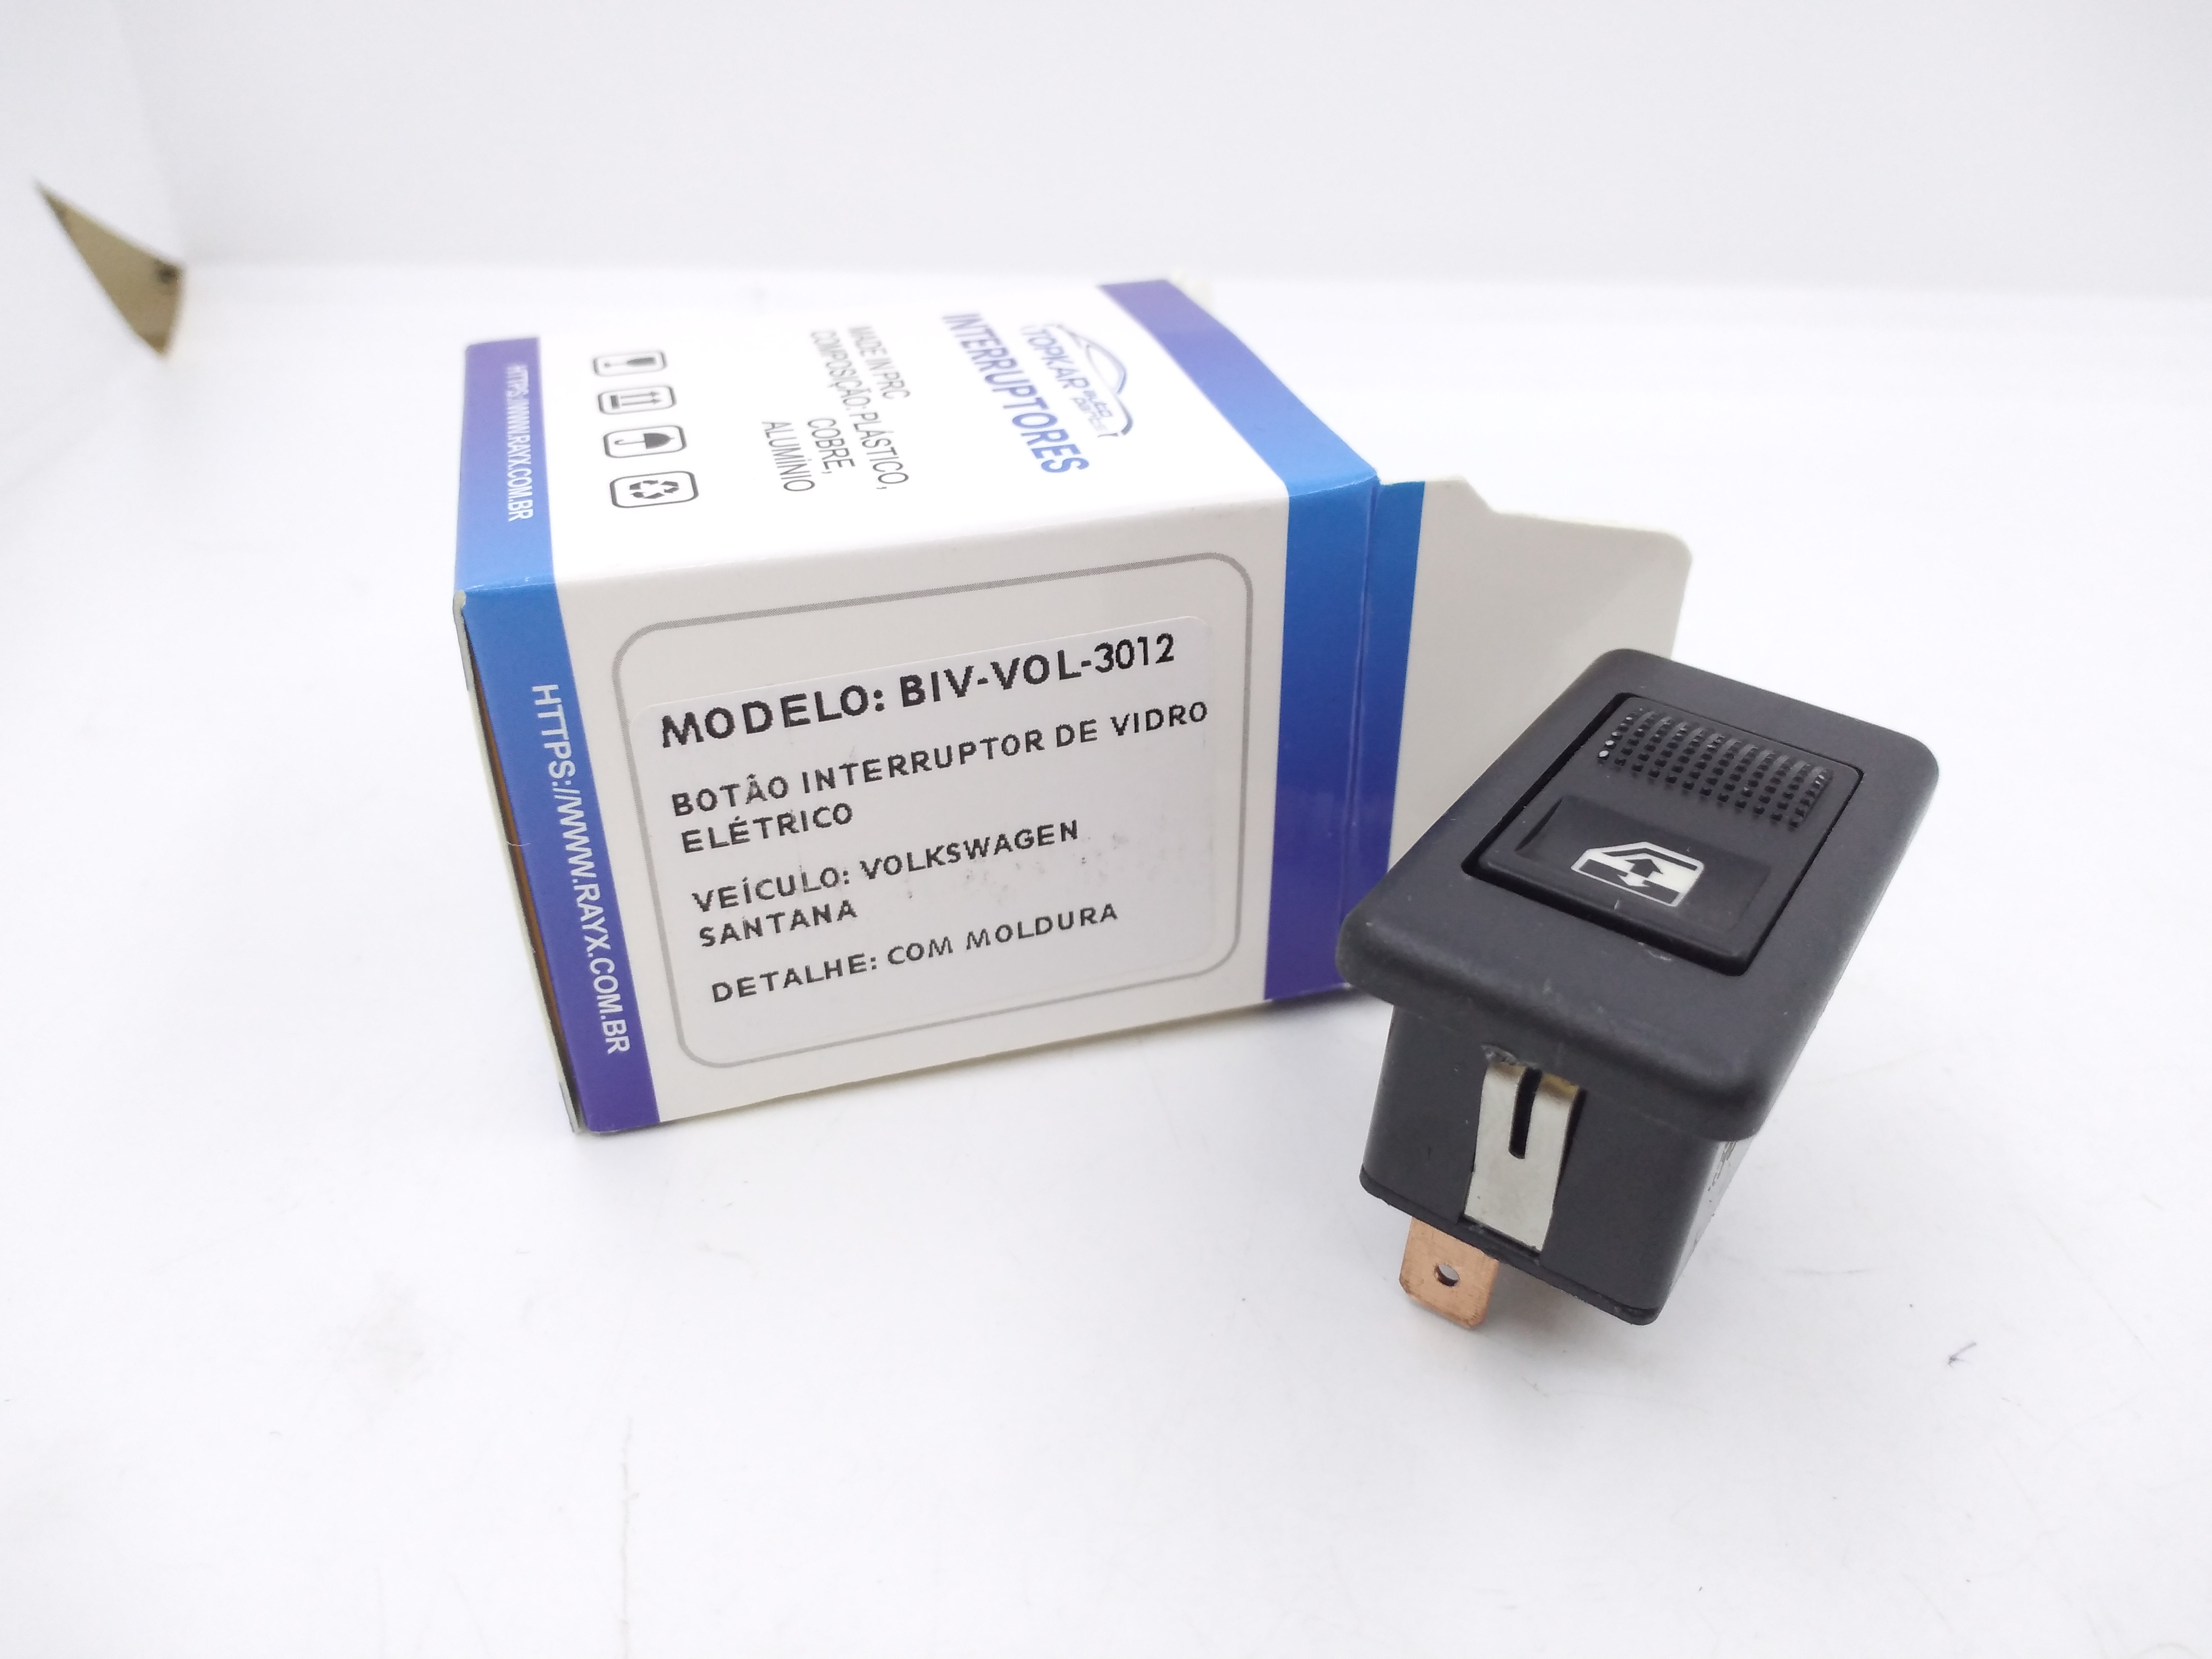 TOPKAR
INTERRUPTORES
MADE IN PRC
COMPOSIÇÃO: PLÁSTICO,
COBRE,
ALUMÍNIO
HTTPS://WWW.RAYX.COM.BR
MODELO: BIV-VOL-3012
BOTÃO INTERRUPTOR DE VIDRO
ELÉTRICO
VEÍCULO: VOLKSWAGEN
SANTANA
DETALHE: COM MOLDURA
HTTPS://WWW.RAYX.COM.BR